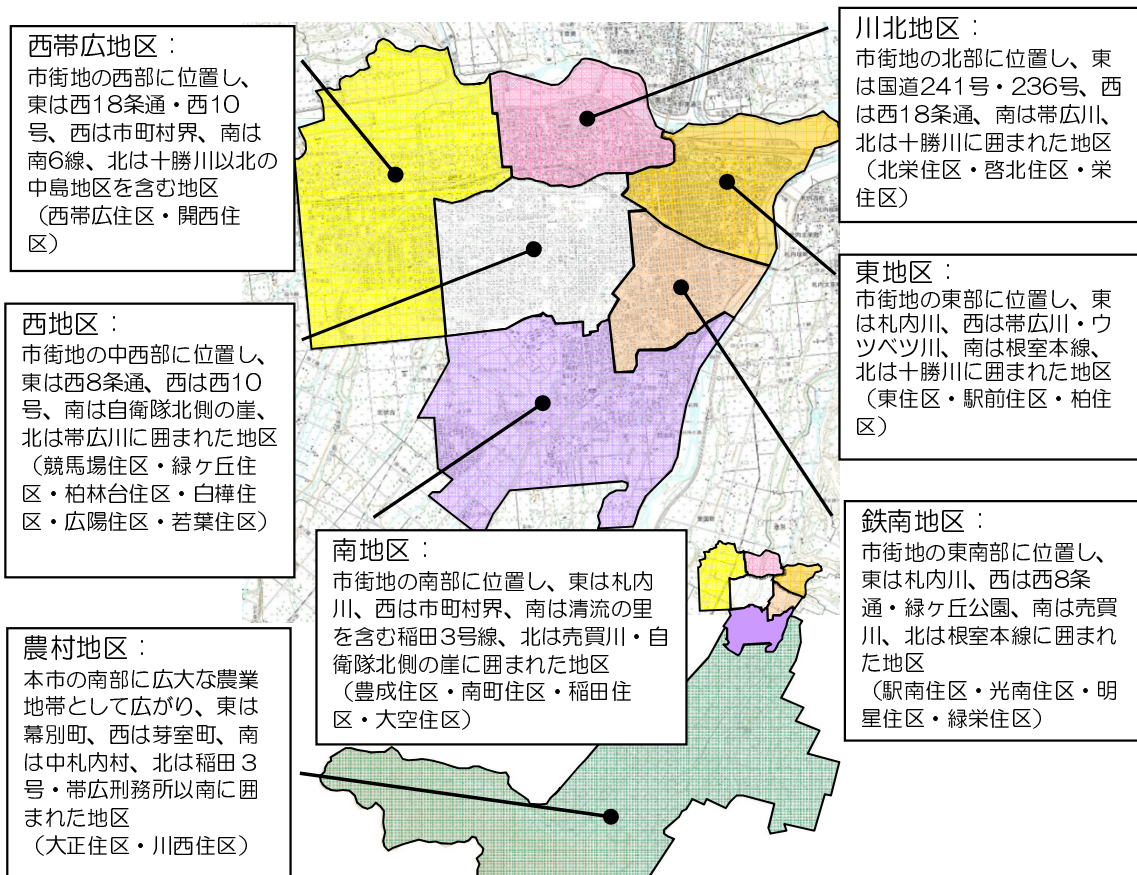 西帯広地区：
市街地の西部に位置し、
東は西18条通・西10
号、西は市町村界、南は
南6線、北は十勝川以北の
中島地区を含む地区
（西帯広住区・開西住
区）
川北地区：
市街地の北部に位置し、東
は国道241号・236号、西
は西18条通、南は帯広川、
北は十勝川に囲まれた地区
（北栄住区・啓北住区・栄
住区）
西地区：
市街地の中西部に位置し、
東は西8条通、西は西10
号、南は自衛隊北側の崖、
北は帯広川に囲まれた地区
（競馬場住区・緑ヶ丘住
区・柏林台住区・白樺住
区・広陽住区・若葉住区）
東地区：
市街地の東部に位置し、東
は札内川、西は帯広川・ウ
ツベツ川、南は根室本線、
北は十勝川に囲まれた地区
（東住区・駅前住区・柏住
区）
南地区：
市街地の南部に位置し、東は札内
川、西は市町村界、南は清流の里
を含む稲田3号線、北は売買川・自
衛隊北側の崖に囲まれた地区
（豊成住区・南町住区・稲田住
区・大空住区）
鉄南地区：
市街地の東南部に位置し、
東は札内川、西は西8条
通・緑ヶ丘公園、南は売買
川、北は根室本線に囲まれ
た地区
（駅南住区・光南住区・明
星住区・緑栄住区）
農村地区：
本市の南部に広大な農業
地帯として広がり、東は
幕別町、西は芽室町、南
は中札内村、北は稲田３
号・帯広刑務所以南に囲
まれた地区
（大正住区・川西住区）